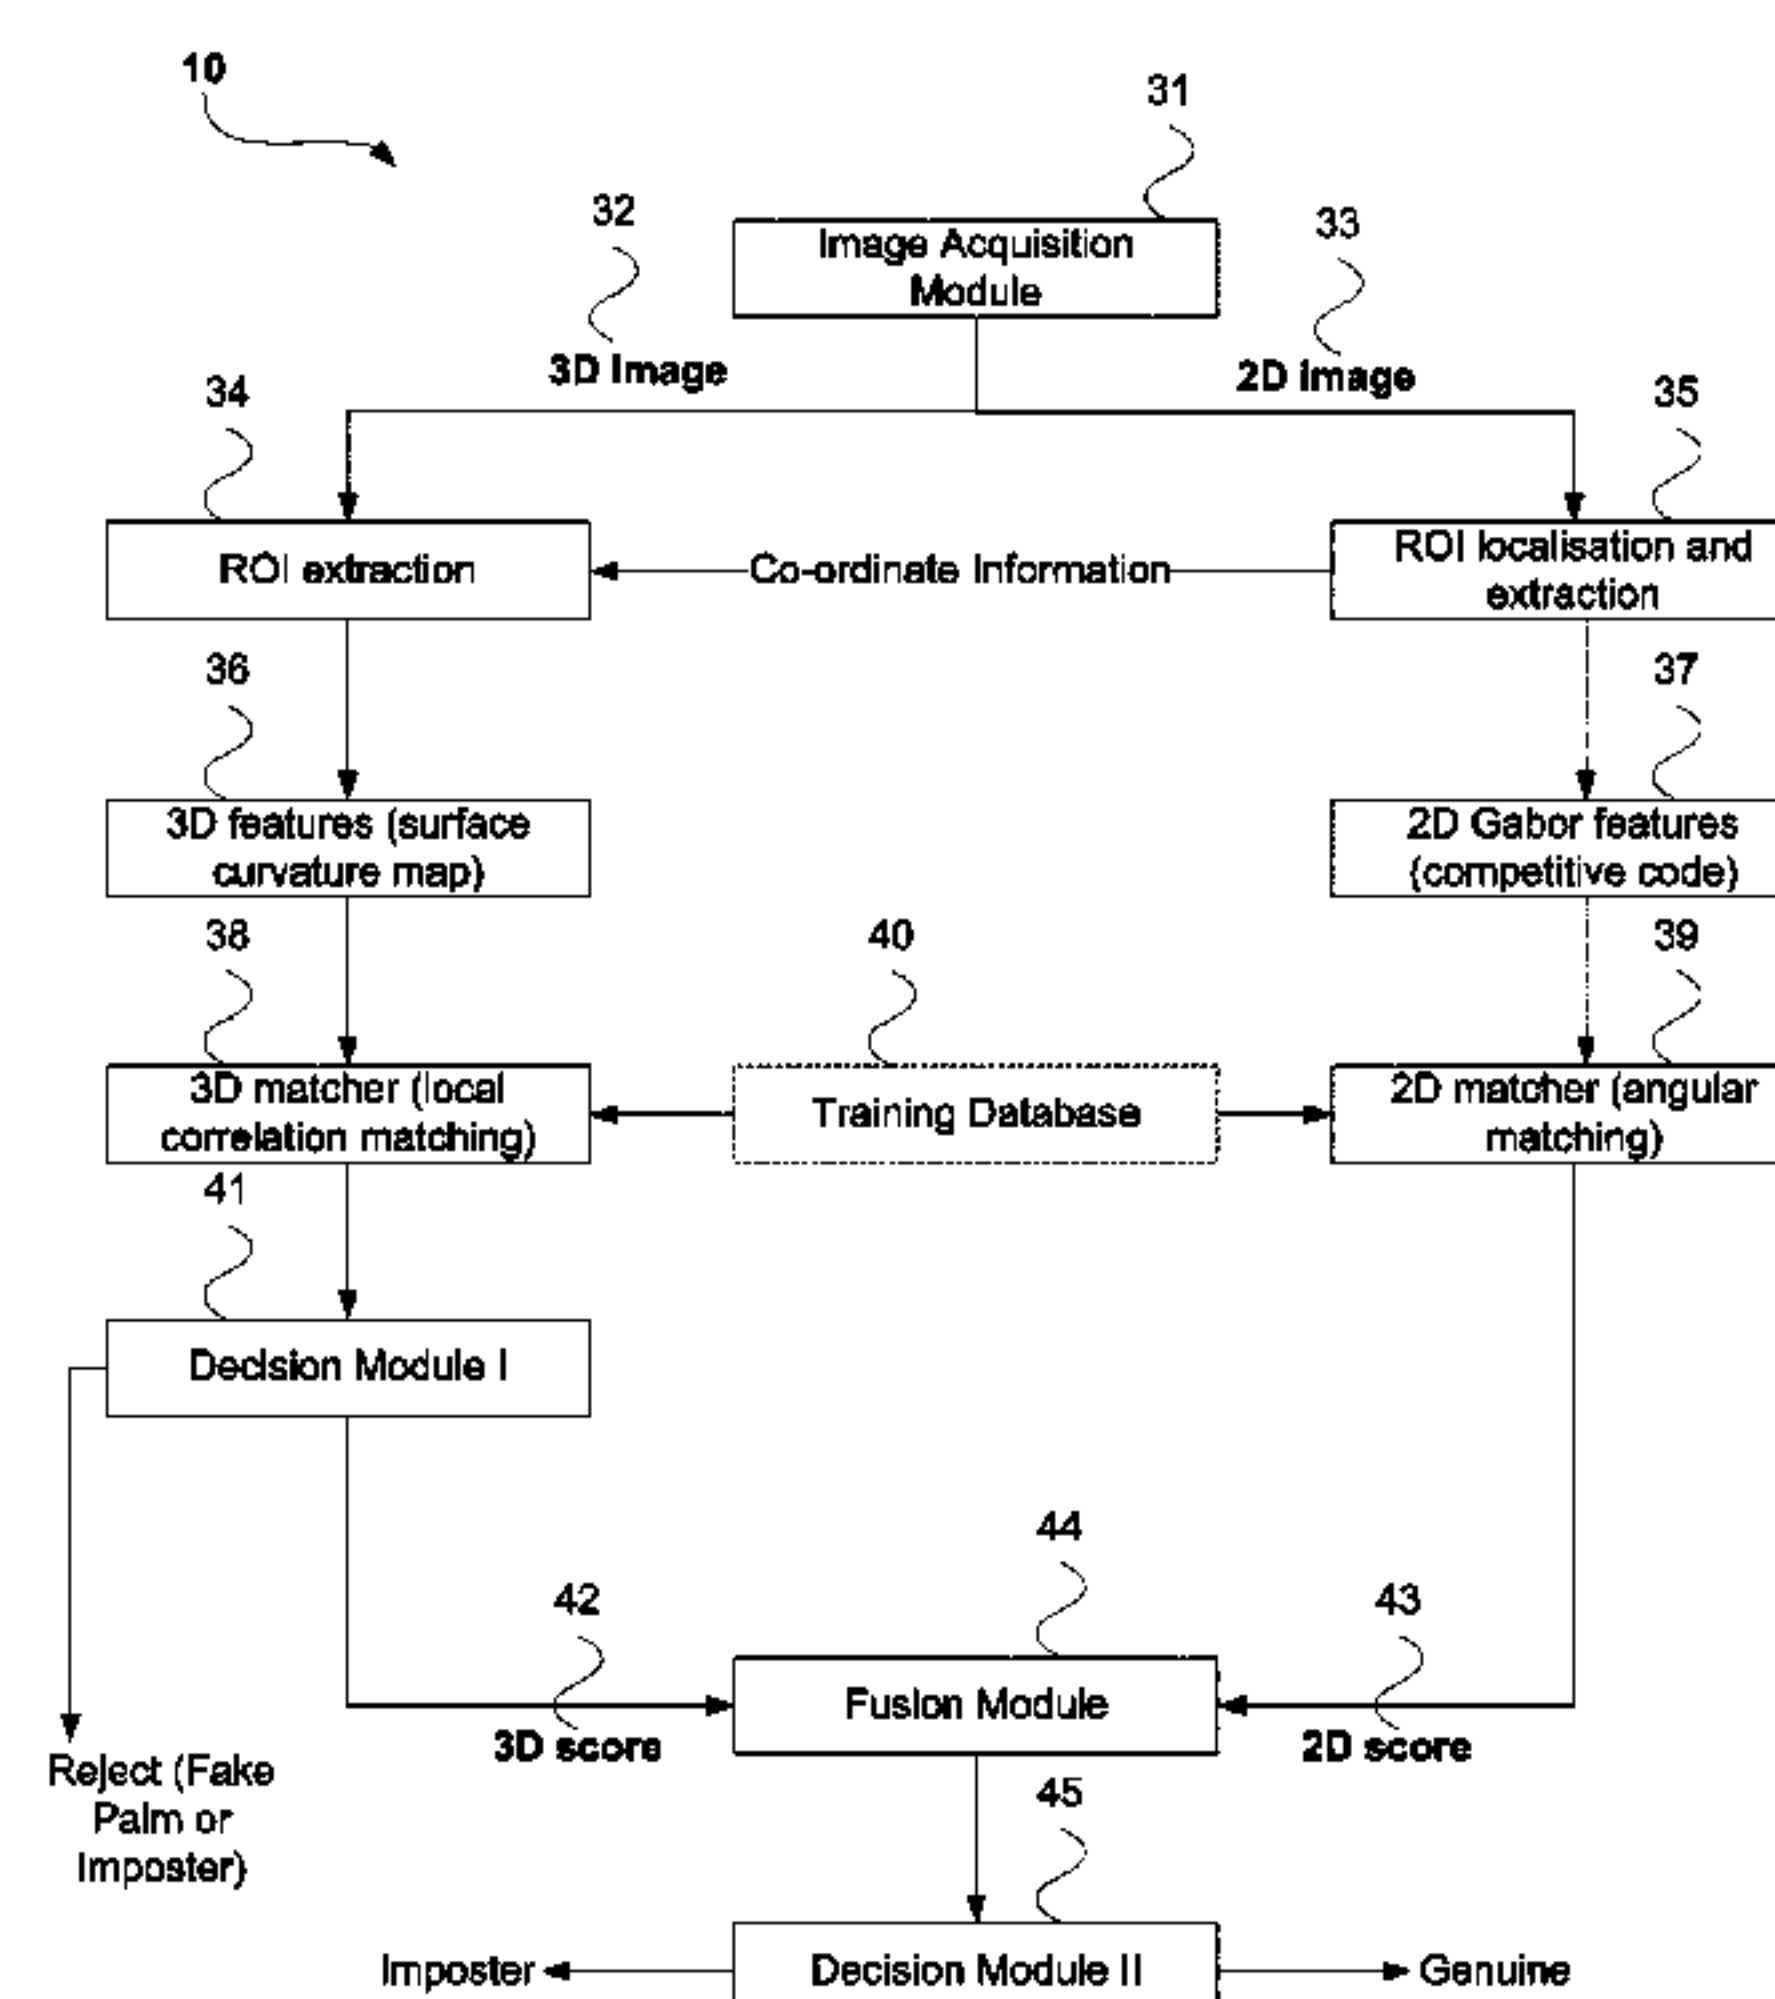 10
31
32
33
Image Acquisition
Module
3D Image
2D image
34
35
ROI extraction
Co-ordinate Information
ROI localisation and
extraction
36
37
3D features (surface
curvature map)
2D Gabor features
(competitive code)
38
40
39
3D matcher (local
correlation matching)
Training Database
2D matcher (angular
matching)
41
Decision Module I
44
42
43
Fusion Module
3D score
2D score
Reject (Fake
Palm or
Imposter)
45
Imposter
Decision Module II
Genuine